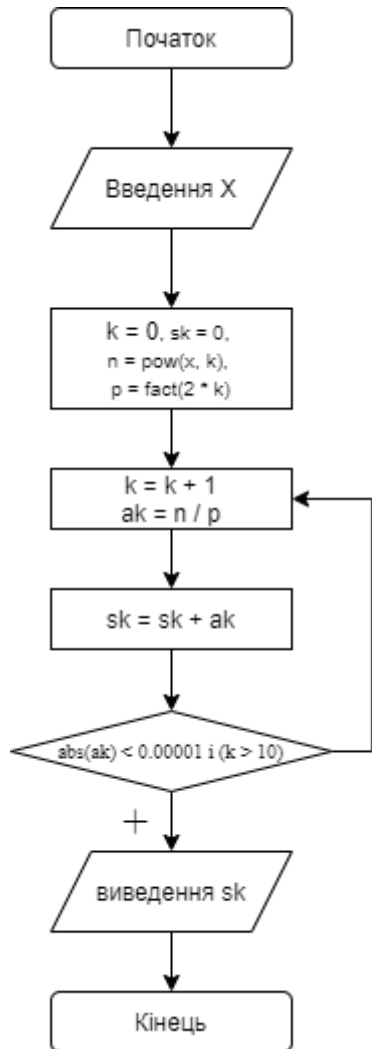 Початок
Введення X
k = 0, sk = 0,
n = pow(x, k),
p = fact(2 * k)
k = k + 1
ak = n / p
sk = sk + ak
abs(ak) < 0.00001 і (k > 10)
+
виведення sk
Кінець